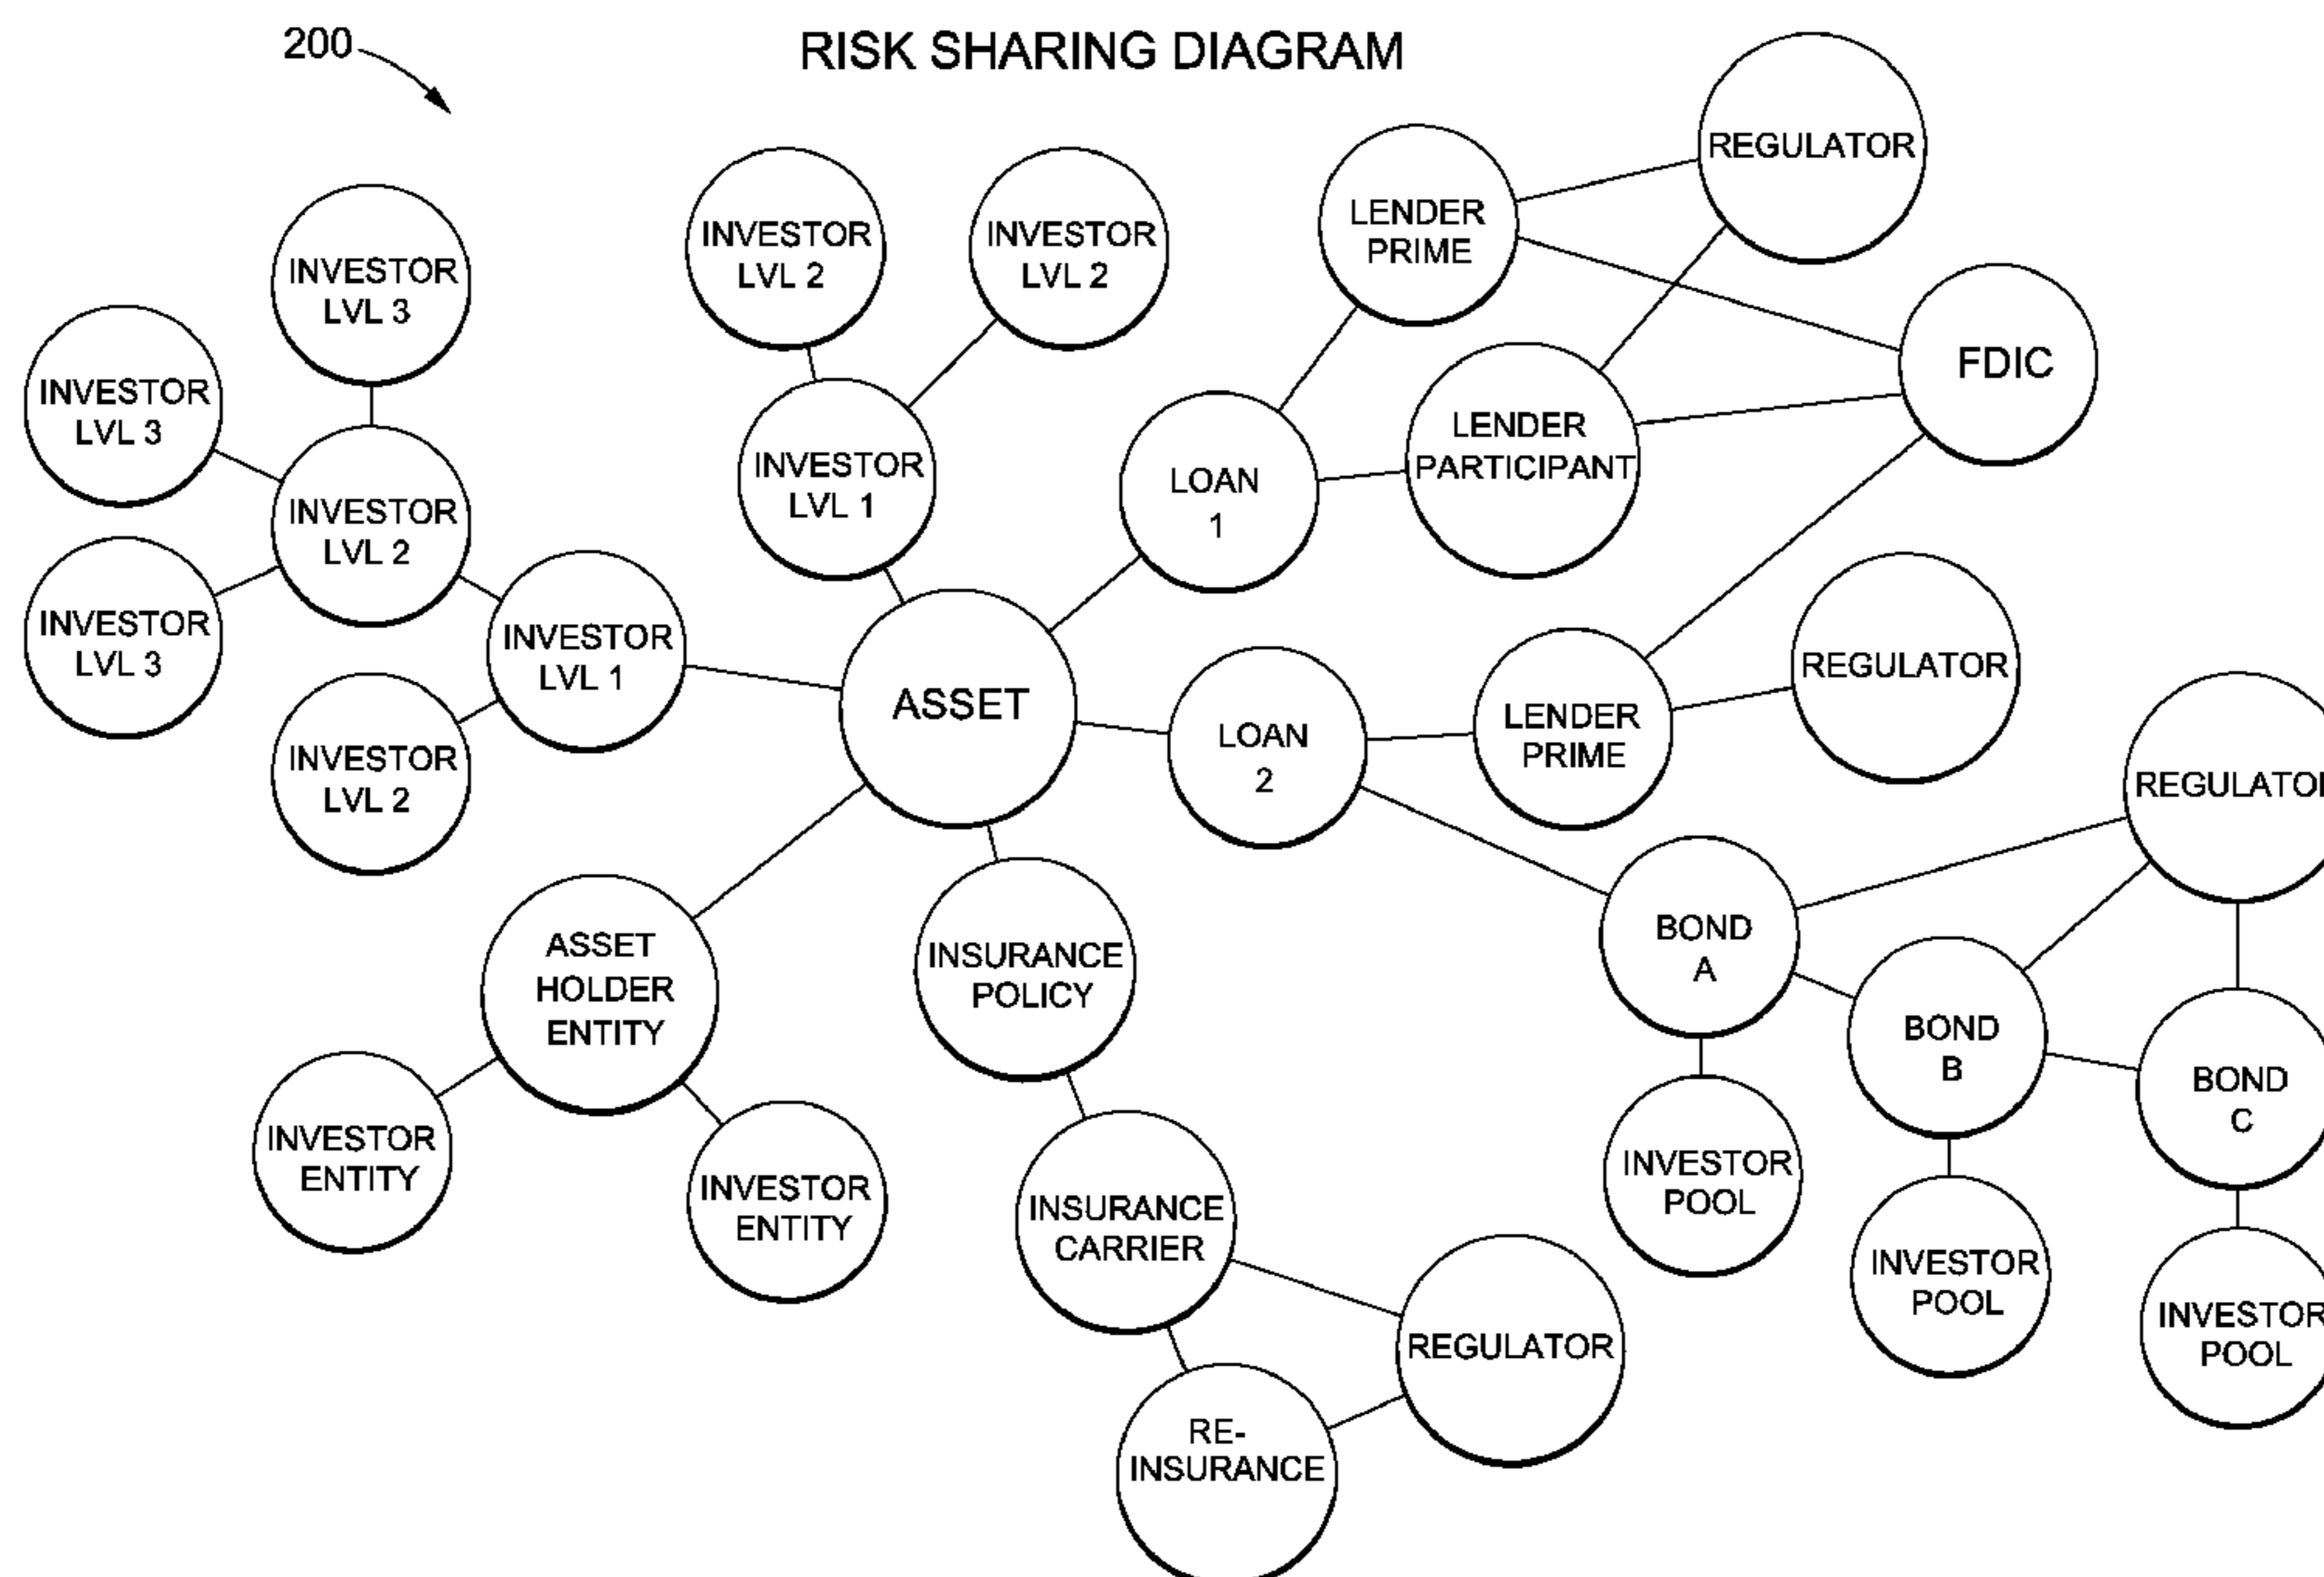 200
RISK SHARING DIAGRAM
REGULATOR
LENDER
PRIME
INVESTOR
LVL 2
INVESTOR
LVL 2
INVESTOR
LVL 3
INVESTOR
LVL 3
FDIC
LENDER
PARTICIPANT
INVESTOR
LVL 1
LOAN
1
INVESTOR
LVL 2
INVESTOR
LVL 3
INVESTOR
LVL 1
ASSET
LOAN
2
LENDER
PRIME
REGULATOR
INVESTOR
LVL 2
REGULATOR
ASSET
HOLDER
ENTITY
INSURANCE
POLICY
BOND
A
BOND
B
BOND
C
INVESTOR
ENTITY
INVESTOR
ENTITY
INSURANCE
CARRIER
INVESTOR
POOL
INVESTOR
POOL
INVESTOR
POOL
REGULATOR
RE-
INSURANCE